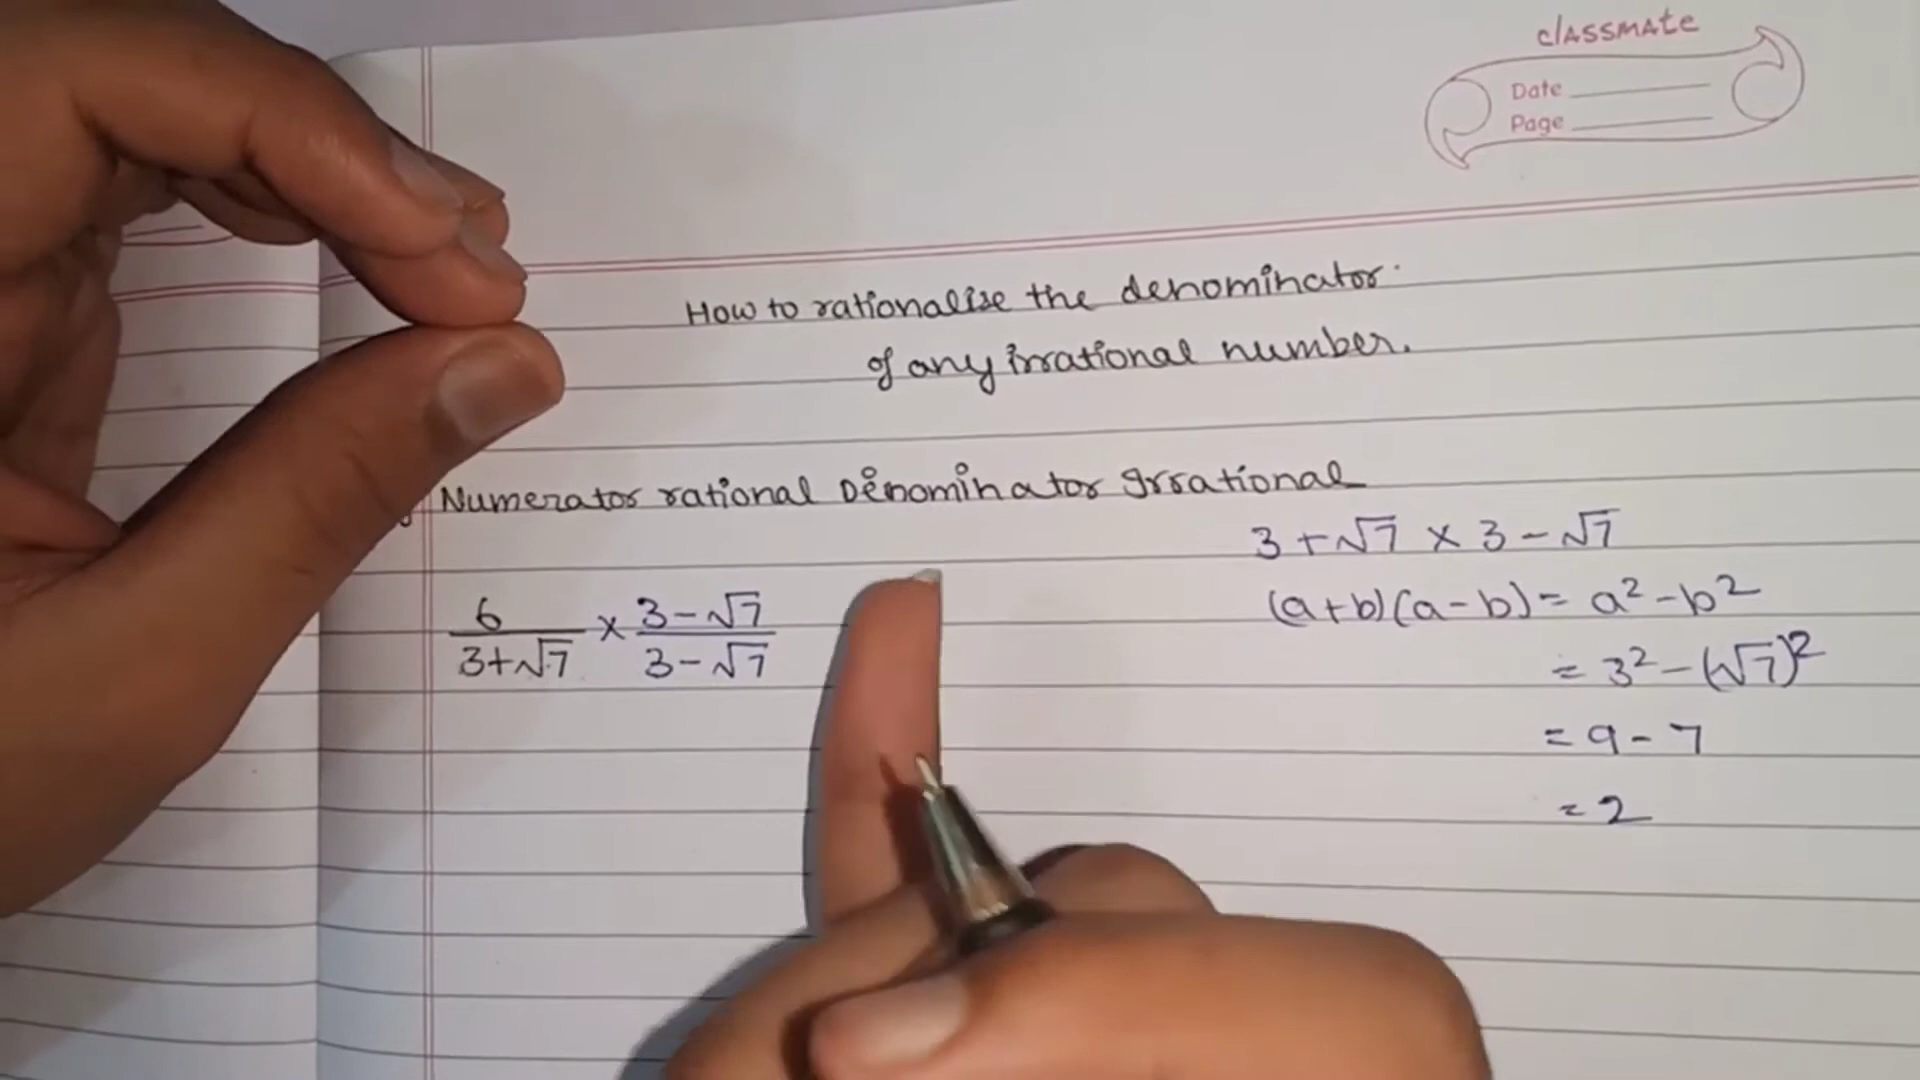 classmate
Date
Page
How to rationalise the denominator
of any irrational number.
Numerator rational Denominator Irrational
3+√7 × 3-√7
6/3+√7 × 3-√7/3-√7
(a+b)(a-b) = a²-b²
= 3²-(√7)²
= 9-7
= 2